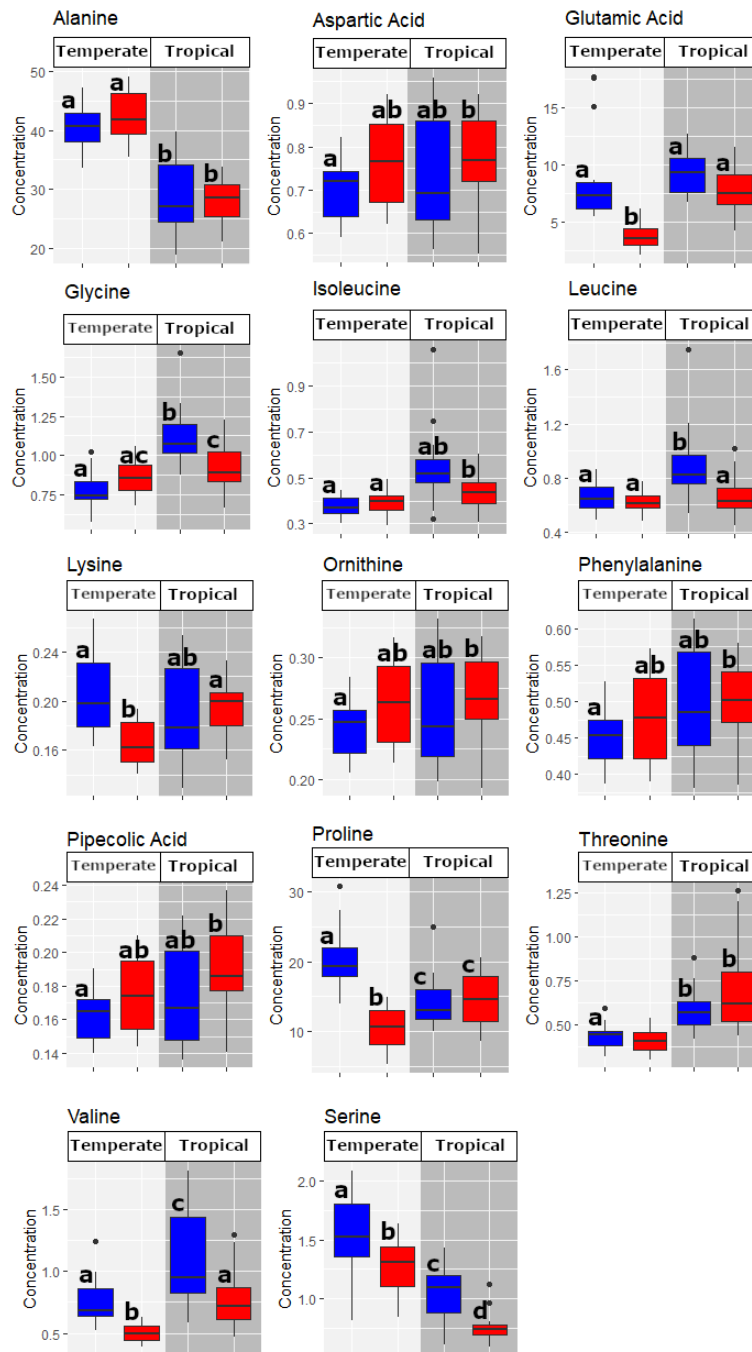 Alanine
Temperate Tropical
Concentration
50
40
30
20
a a b b
Aspartic Acid
Temperate Tropical
Concentration
0.9
0.8
0.7
0.6
a ab ab b
Glutamic Acid
Temperate Tropical
Concentration
15
10
5
a b a a
Glycine
Temperate Tropical
Concentration
1.50
1.25
1.00
0.75
a ac b c
Isoleucine
Temperate Tropical
Concentration
0.9
0.7
0.5
0.3
a a ab b
Leucine
Temperate Tropical
Concentration
1.6
1.2
0.8
0.4
a a b a
Lysine
Temperate Tropical
Concentration
0.24
0.20
0.16
a b ab a
Ornithine
Temperate Tropical
Concentration
0.30
0.25
0.20
a ab ab b
Phenylalanine
Temperate Tropical
Concentration
0.60
0.55
0.50
0.45
0.40
a ab ab b
Pipecolic Acid
Temperate Tropical
Concentration
0.24
0.22
0.20
0.18
0.16
0.14
a ab ab b
Proline
Temperate Tropical
Concentration
30
20
10
a b c c
Threonine
Temperate Tropical
Concentration
1.25
1.00
0.75
0.50
a b b
Valine
Temperate Tropical
Concentration
1.5
1.0
0.5
a b c a
Serine
Temperate Tropical
Concentration
2.0
1.5
1.0
a b c d